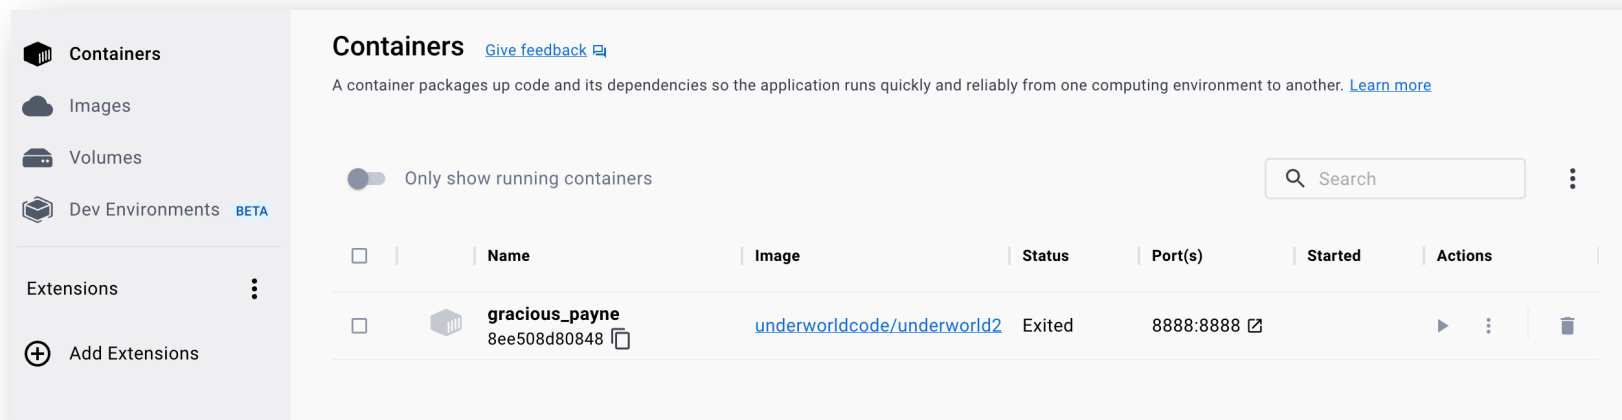 Containers
Images
Volumes
Dev Environments BETA
Extensions
Add Extensions
Containers Give feedback
A container packages up code and its dependencies so the application runs quickly and reliably from one computing environment to another. Learn more
Only show running containers
Search
Name Image Status Port(s) Started Actions
gracious_payne
8ee508d80848
underworldcode/underworld2 Exited 8888:8888